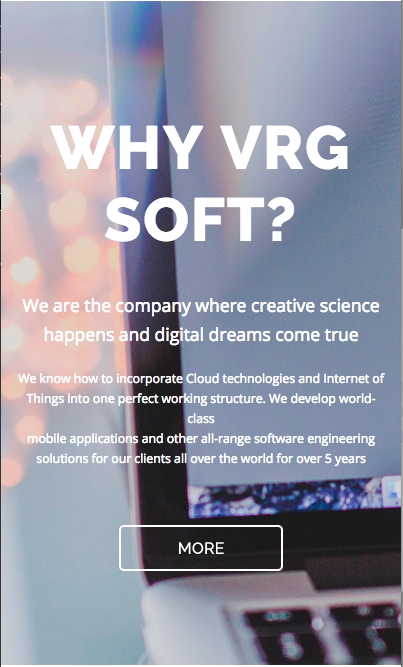 WHY VRG
SOFT?
We are the company where creative science
happens and digital dreams come true
We know how to incorporate Cloud technologies and Internet of
Things into one perfect working structure. We develop world-
class
mobile applications and other all-range software engineering
solutions for our clients all over the world for over 5 years
MORE